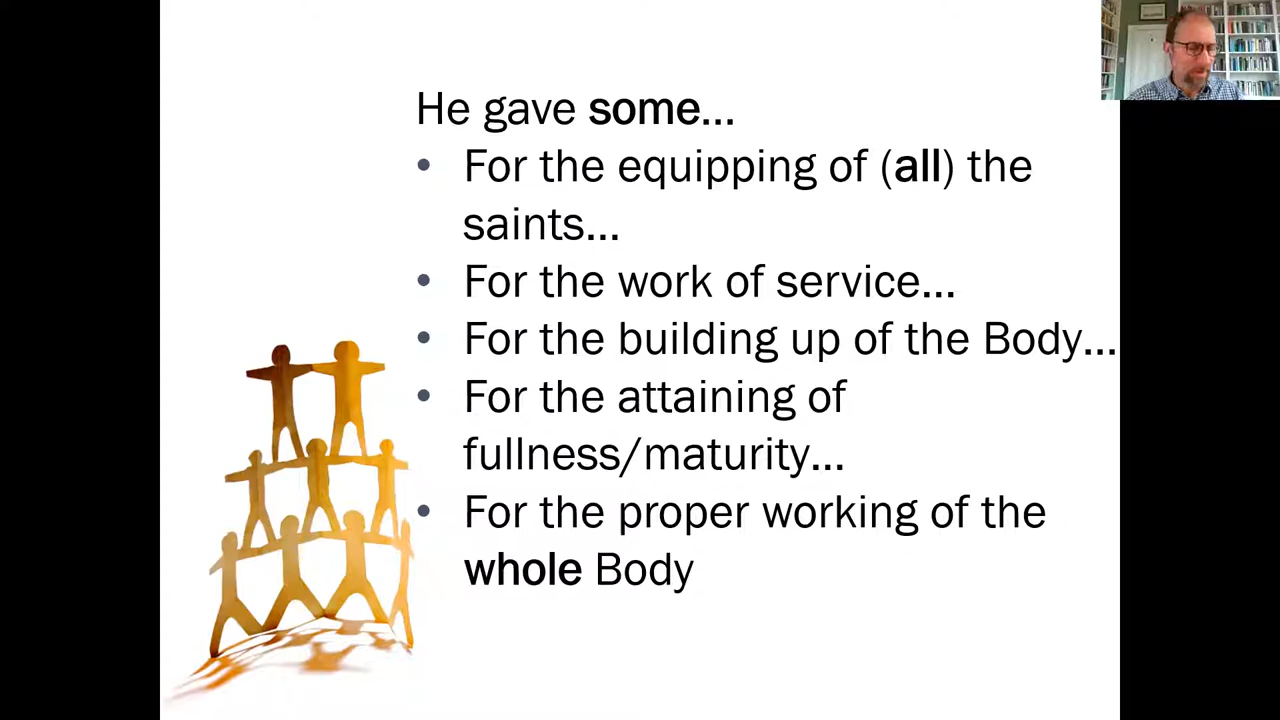 He gave some...
• For the equipping of (all) the
saints...
• For the work of service...
• For the building up of the Body...
• For the attaining of
fullness/maturity...
• For the proper working of the
whole Body